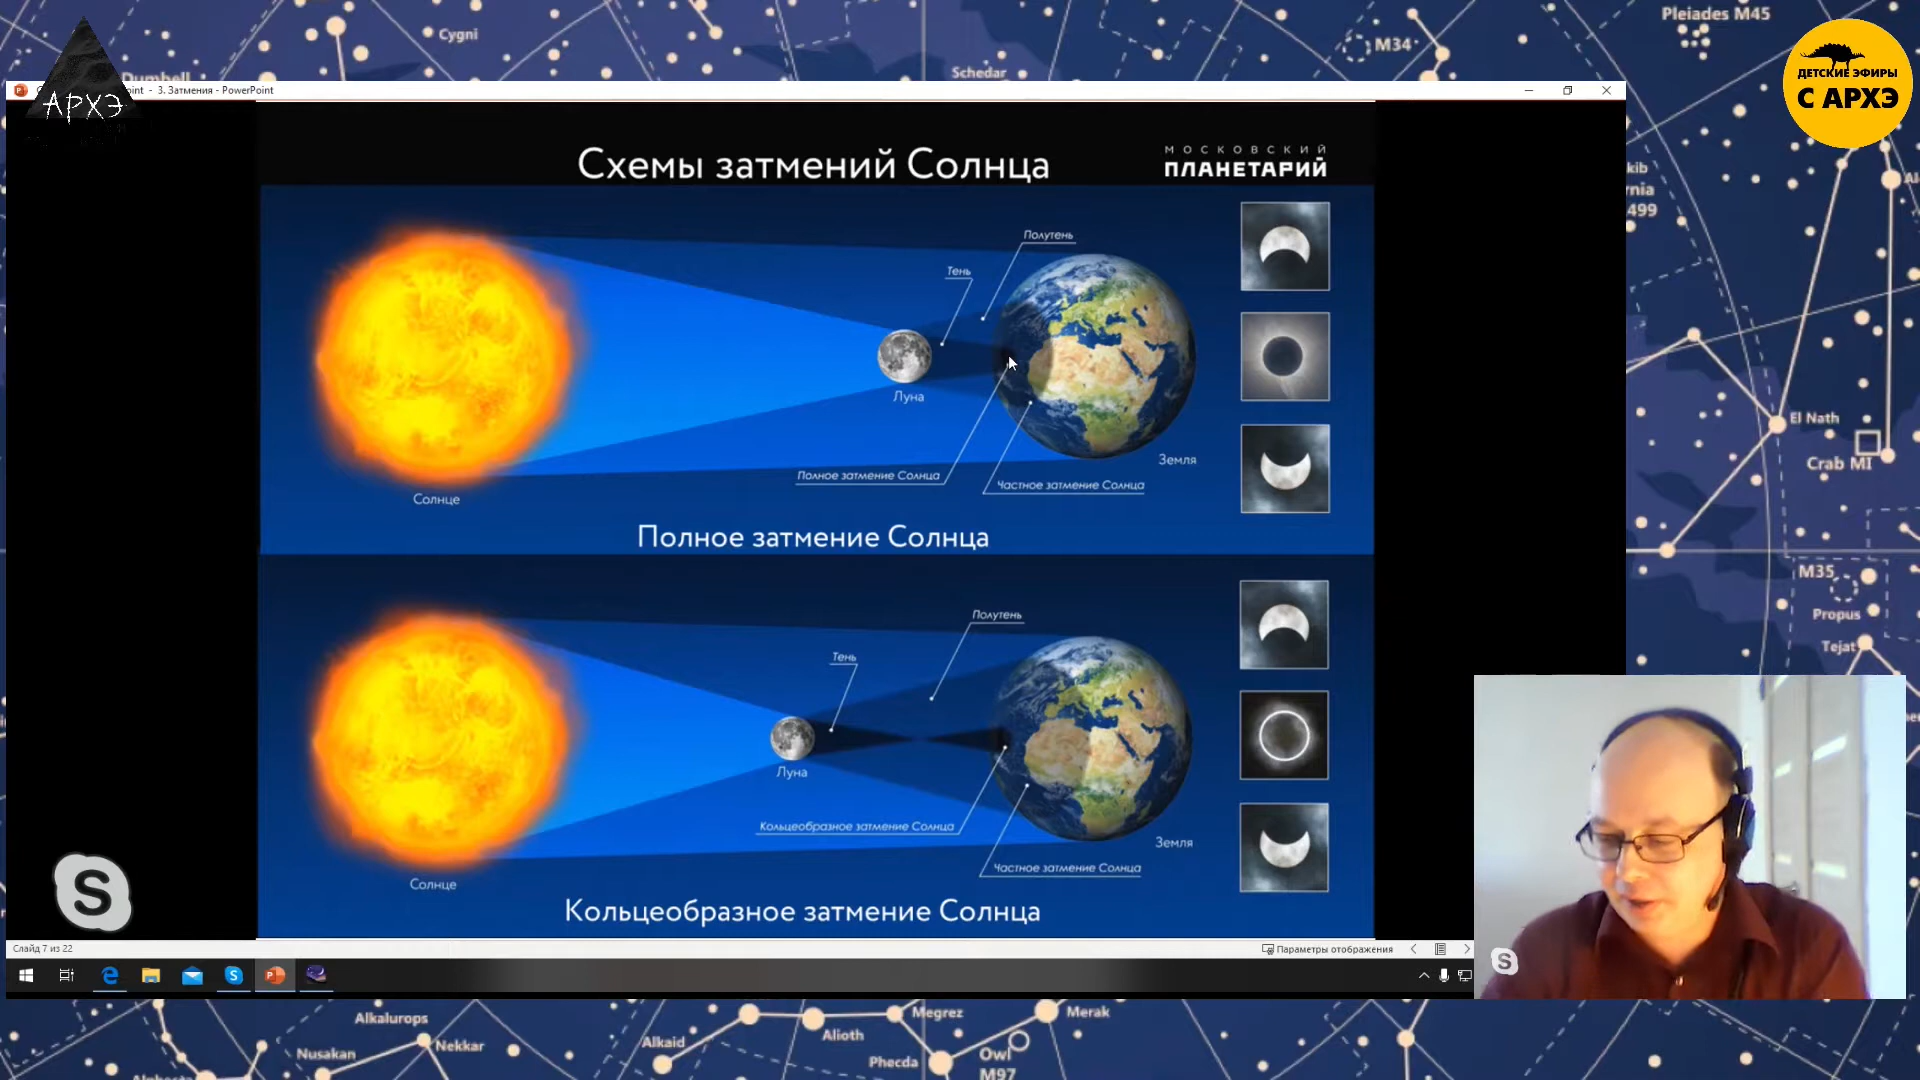 Cygni
Pleiades M45
M34
Schedar
Dumbell
АРХЭ
ДЕТСКИЕ ЭФИРЫ
С АРХЭ
- 3. Затмения - PowerPoint
Схемы затмений Солнца
МОСКОВСКИЙ
ПЛАНЕТАРИЙ
Полутень
Тень
Луна
Полное затмение Солнца
Частное затмение Солнца
Земля
Солнце
Полное затмение Солнца
Полутень
Тень
Луна
Кольцеобразное затмение Солнца
Частное затмение Солнца
Земля
Солнце
Кольцеобразное затмение Солнца
499
El Nath
Crab M1
M35
Propus
Tejat
Слайд 7 из 22
Параметры отображения
Alkalurops
Nusakan
Nekkar
Alkaid
Alioth
Megrez
Merak
Phecda
Owl
M97